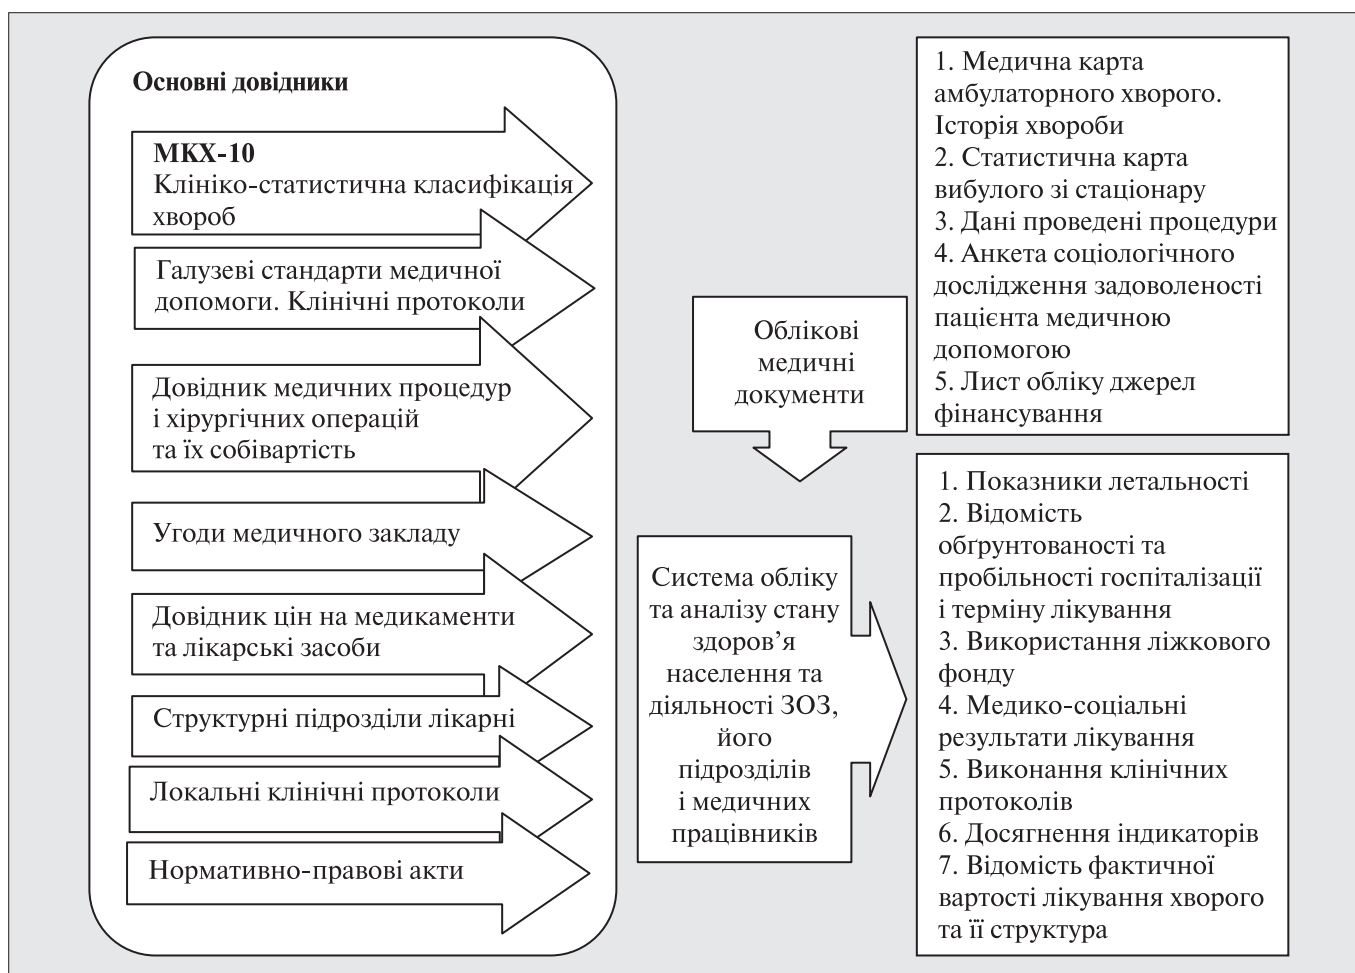 Основні довідники
МКХ-10
Клініко-статистична класифікація
хвороб
Галузеві стандарти медичної
допомоги. Клінічні протоколи
Довідник медичних процедур
і хірургічних операцій
та їх собівартість
Угоди медичного закладу
Довідник цін на медикаменти
та лікарські засоби
Структурні підрозділи лікарні
Локальні клінічні протоколи
Нормативно-правові акти
Облікові
медичні
документи
Система обліку
та аналізу стану
здоров’я
населення та
діяльності ЗОЗ,
його
підрозділів
і медичних
працівників
1. Медична карта
амбулаторного хворого.
Історія хвороби
2. Статистична карта
вибулого зі стаціонару
3. Дані проведені процедури
4. Анкета соціологічного
дослідження задоволеності
пацієнта медичною
допомогою
5. Лист обліку джерел
фінансування
1. Показники летальності
2. Відомість
обґрунтованості та
пробільності госпіталізації
і терміну лікування
3. Використання ліжкового
фонду
4. Медико-соціальні
результати лікування
5. Виконання клінічних
протоколів
6. Досягнення індикаторів
7. Відомість фактичної
вартості лікування хворого
та її структура